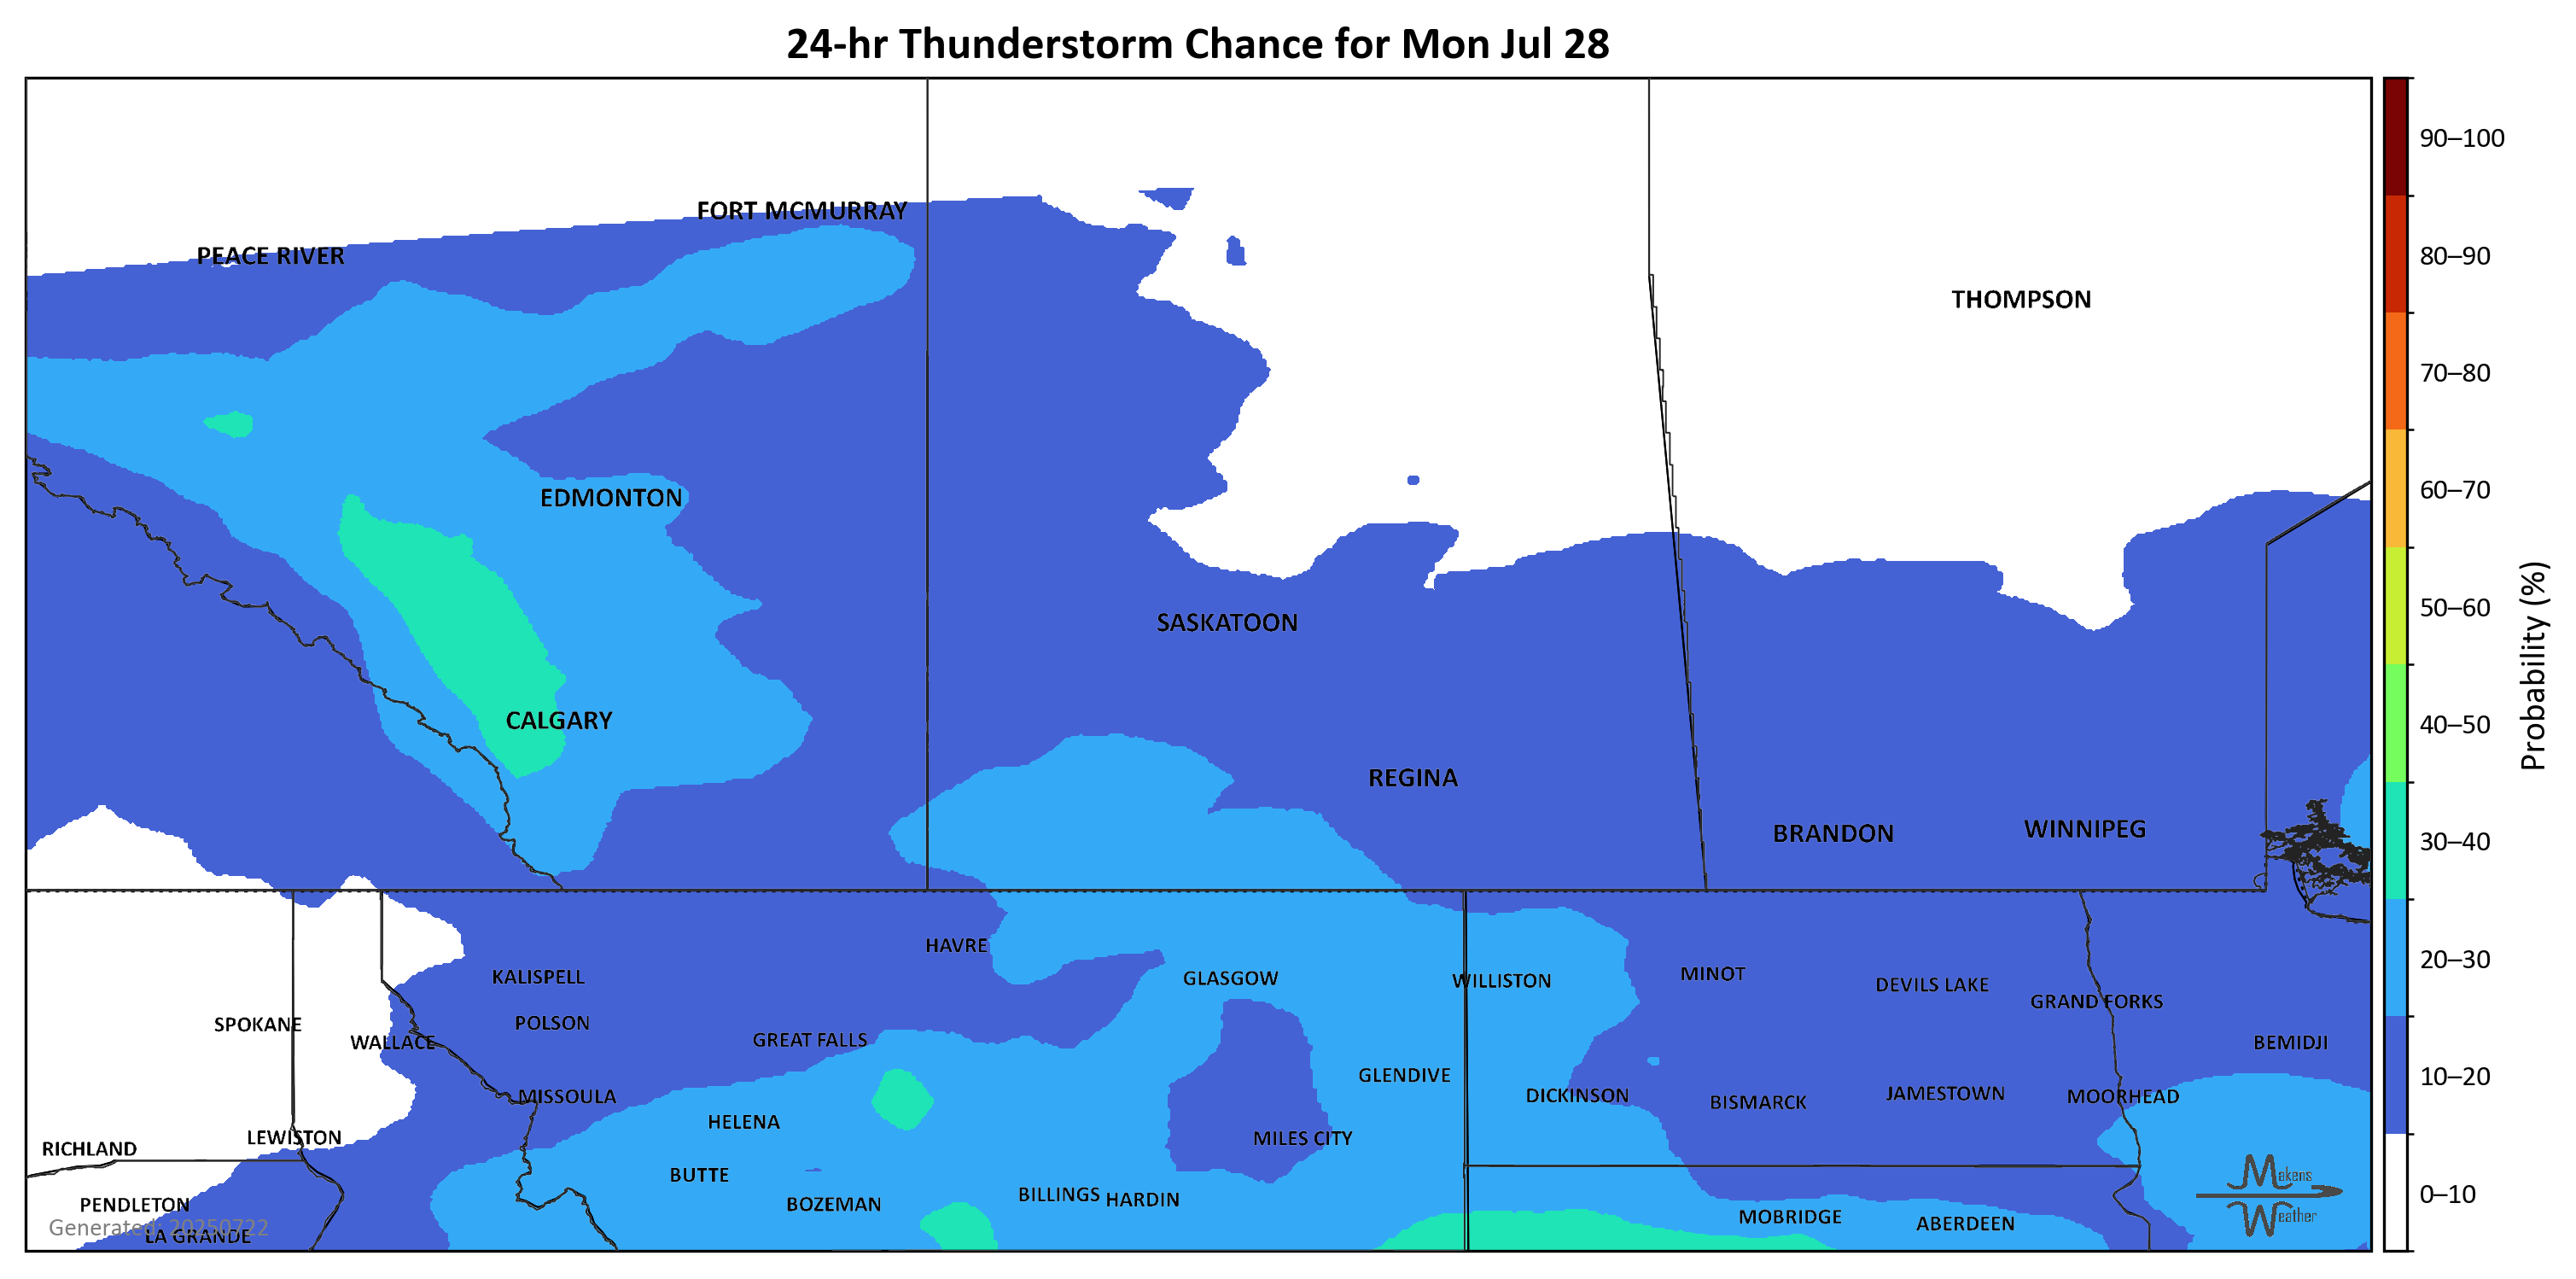 24-hr Thunderstorm Chance for Mon Jul 28
90–100
FORT MCMURRAY
PEACE RIVER
80–90
THOMPSON
70–80
EDMONTON
60–70
SASKATOON
50–60
CALGARY
40–50
Probability (%)
REGINA
BRANDON
WINNIPEG
30–40
HAVRE
KALISPELL
GLASGOW
WILLISTON
MINOT
DEVILS LAKE
20–30
GRAND FORKS
SPOKANE
POLSON
WALLACE
GREAT FALLS
BEMIDJI
GLENDIVE
10–20
MISSOULA
DICKINSON
BISMARCK
JAMESTOWN
MOORHEAD
HELENA
LEWISTON
MILES CITY
RICHLAND
BUTTE
Makens
Weather
0–10
PENDLETON
BOZEMAN
BILLINGS
HARDIN
MOBRIDGE
ABERDEEN
Generated: 20250722
LA GRANDE